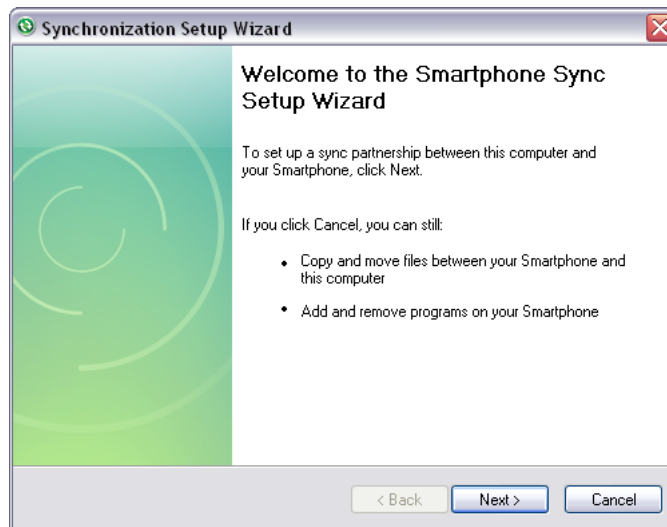 Synchronization Setup Wizard
Welcome to the Smartphone Sync
Setup Wizard
To set up a sync partnership between this computer and
your Smartphone, click Next.
If you click Cancel, you can still:
• Copy and move files between your Smartphone and
this computer
• Add and remove programs on your Smartphone
< Back Next > Cancel